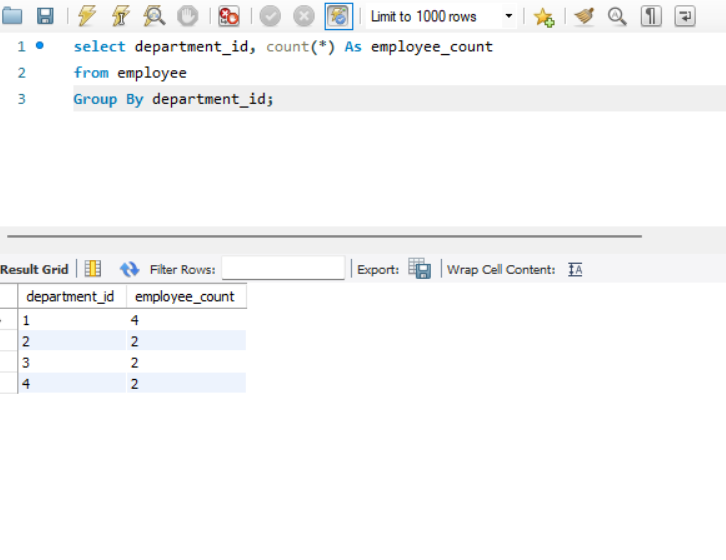 Limit to 1000 rows
1 select department_id, count(*) As employee_count
2 from employee
3 Group By department_id;
Result Grid Filter Rows: Export: Wrap Cell Content:
department_id employee_count
1 4
2 2
3 2
4 2